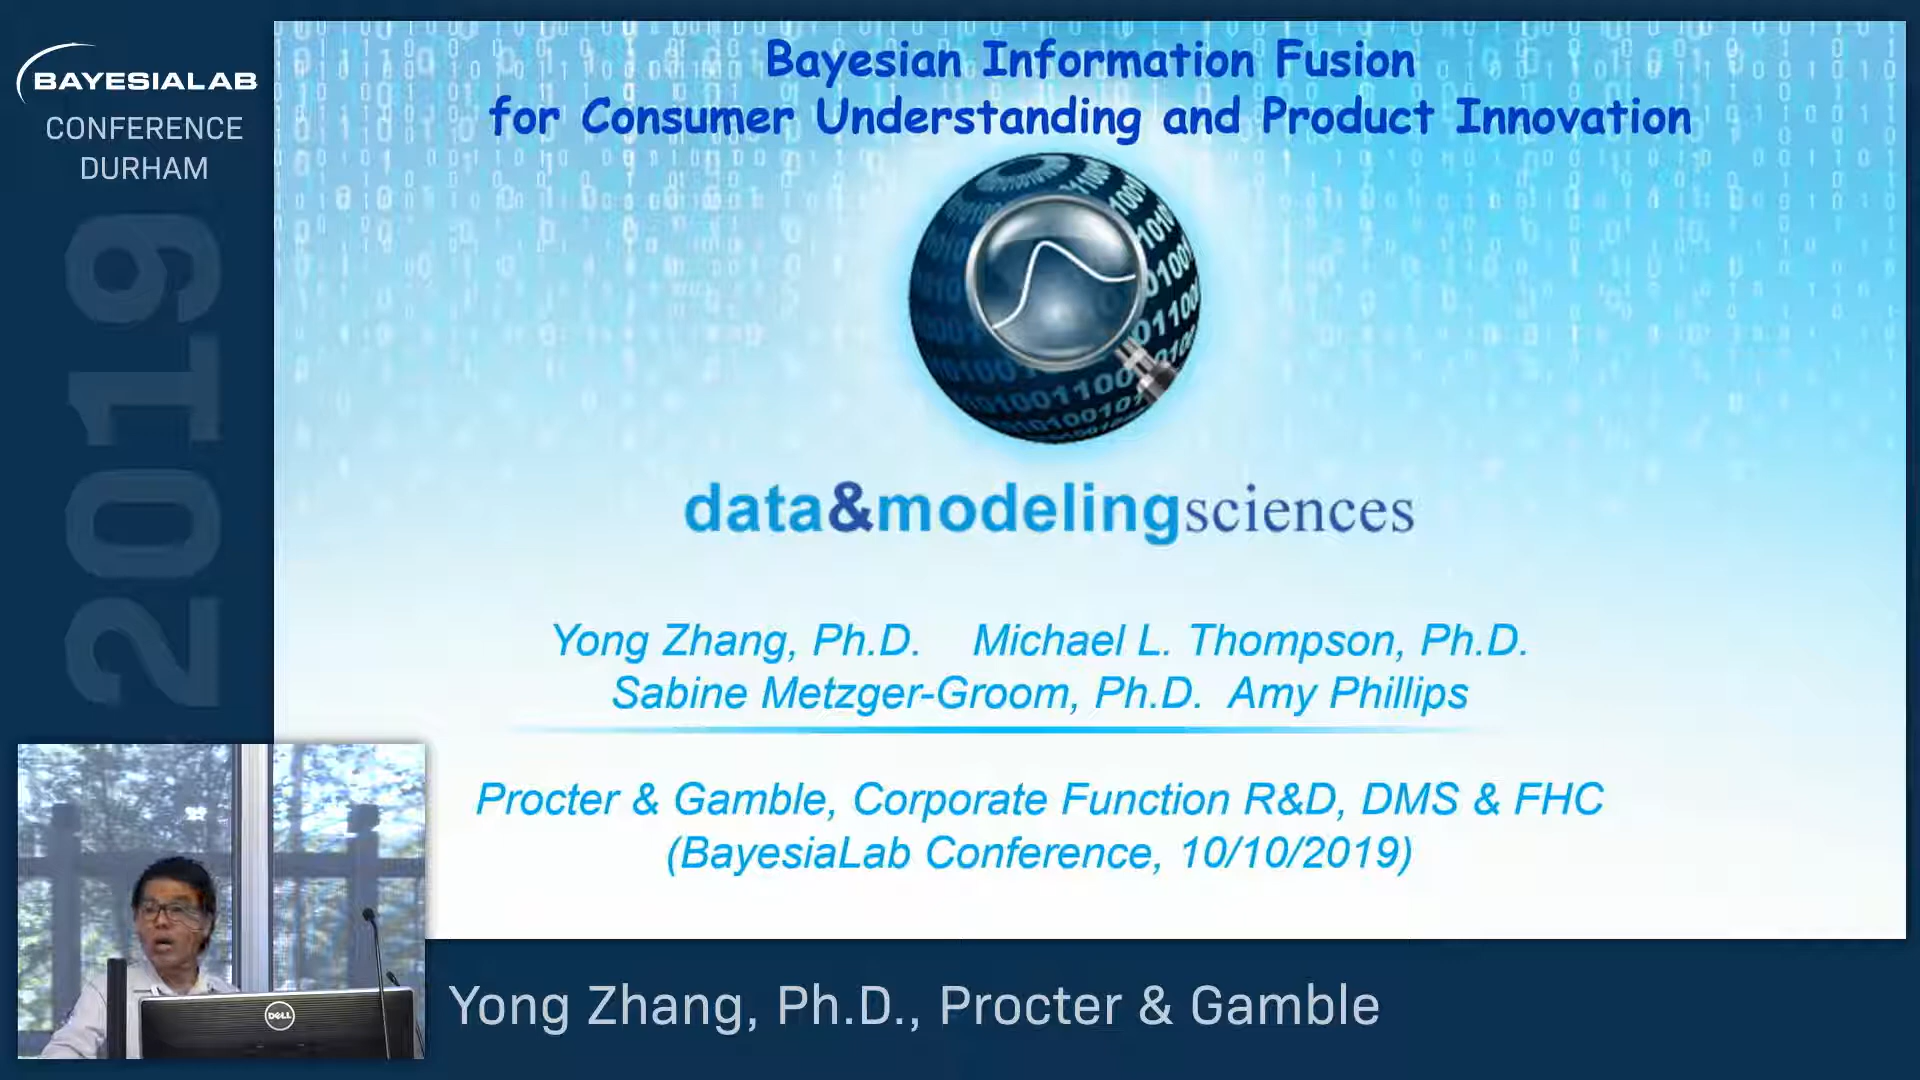 BAYESIALAB
CONFERENCE
DURHAM
2019
Bayesian Information Fusion
for Consumer Understanding and Product Innovation
data&modelingsciences
Yong Zhang, Ph.D. Michael L. Thompson, Ph.D.
Sabine Metzger-Groom, Ph.D. Amy Phillips
Procter & Gamble, Corporate Function R&D, DMS & FHC
(BayesiaLab Conference, 10/10/2019)
DELL
Yong Zhang, Ph.D., Procter & Gamble